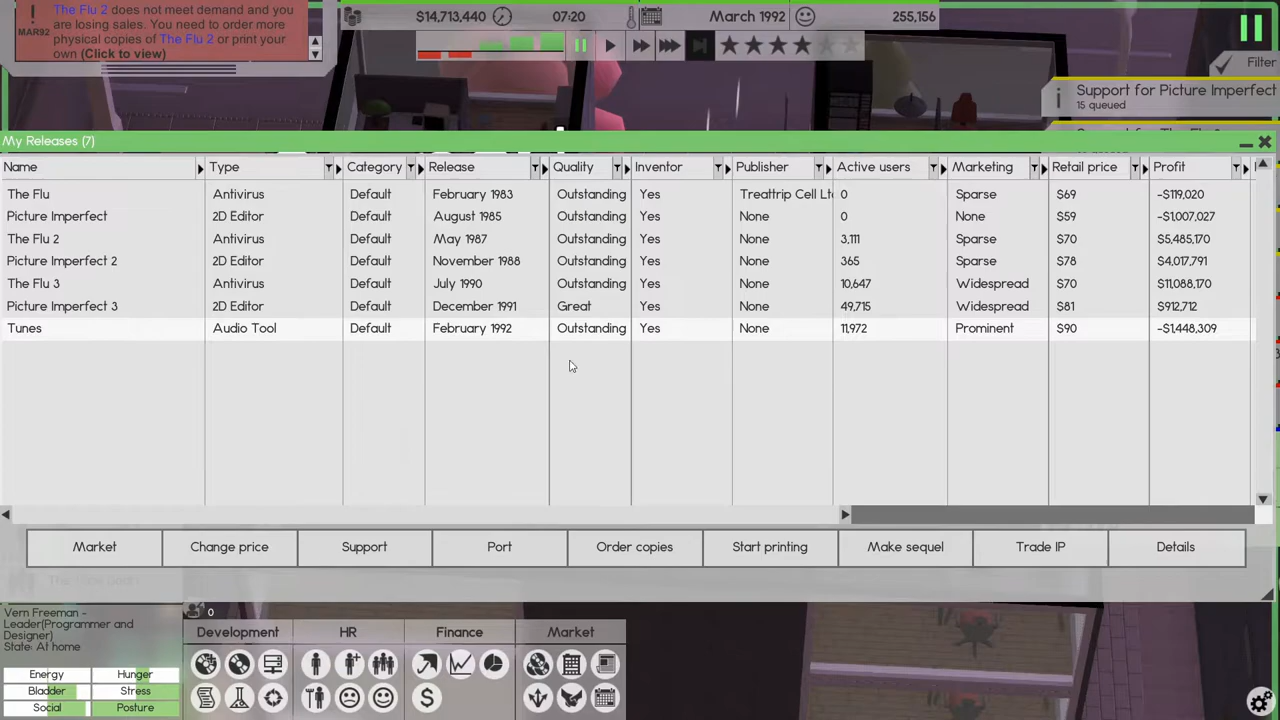 The Flu 2 does not meet demand and you
are losing sales. You need to order more
MAR92
physical copies of The Flu 2 or print your
own (Click to view)
$14,713,440
07:20
March 1992
255,156
Filter
Support for Picture Imperfect
15 queued
My Releases (7)
Name Type Category Release Quality Inventor Publisher Active users Marketing Retail price Profit
The Flu Antivirus Default February 1983 Outstanding Yes Treattrip Cell Ltd 0 Sparse $69 -$119,020
Picture Imperfect 2D Editor Default August 1985 Outstanding Yes None 0 None $59 -$1,007,027
The Flu 2 Antivirus Default May 1987 Outstanding Yes None 3,111 Sparse $70 $5,485,170
Picture Imperfect 2 2D Editor Default November 1988 Outstanding Yes None 365 Sparse $78 $4,017,791
The Flu 3 Antivirus Default July 1990 Outstanding Yes None 10,647 Widespread $70 $11,088,170
Picture Imperfect 3 2D Editor Default December 1991 Great Yes None 49,715 Widespread $81 $912,712
Tunes Audio Tool Default February 1992 Outstanding Yes None 11,972 Prominent $90 -$1,448,309
Market Change price Support Port Order copies Start printing Make sequel Trade IP Details
Vern Freeman -
Leader(Programmer and
Designer)
State: At home
Energy Hunger
Bladder Stress
Social Posture
0
Development HR Finance Market